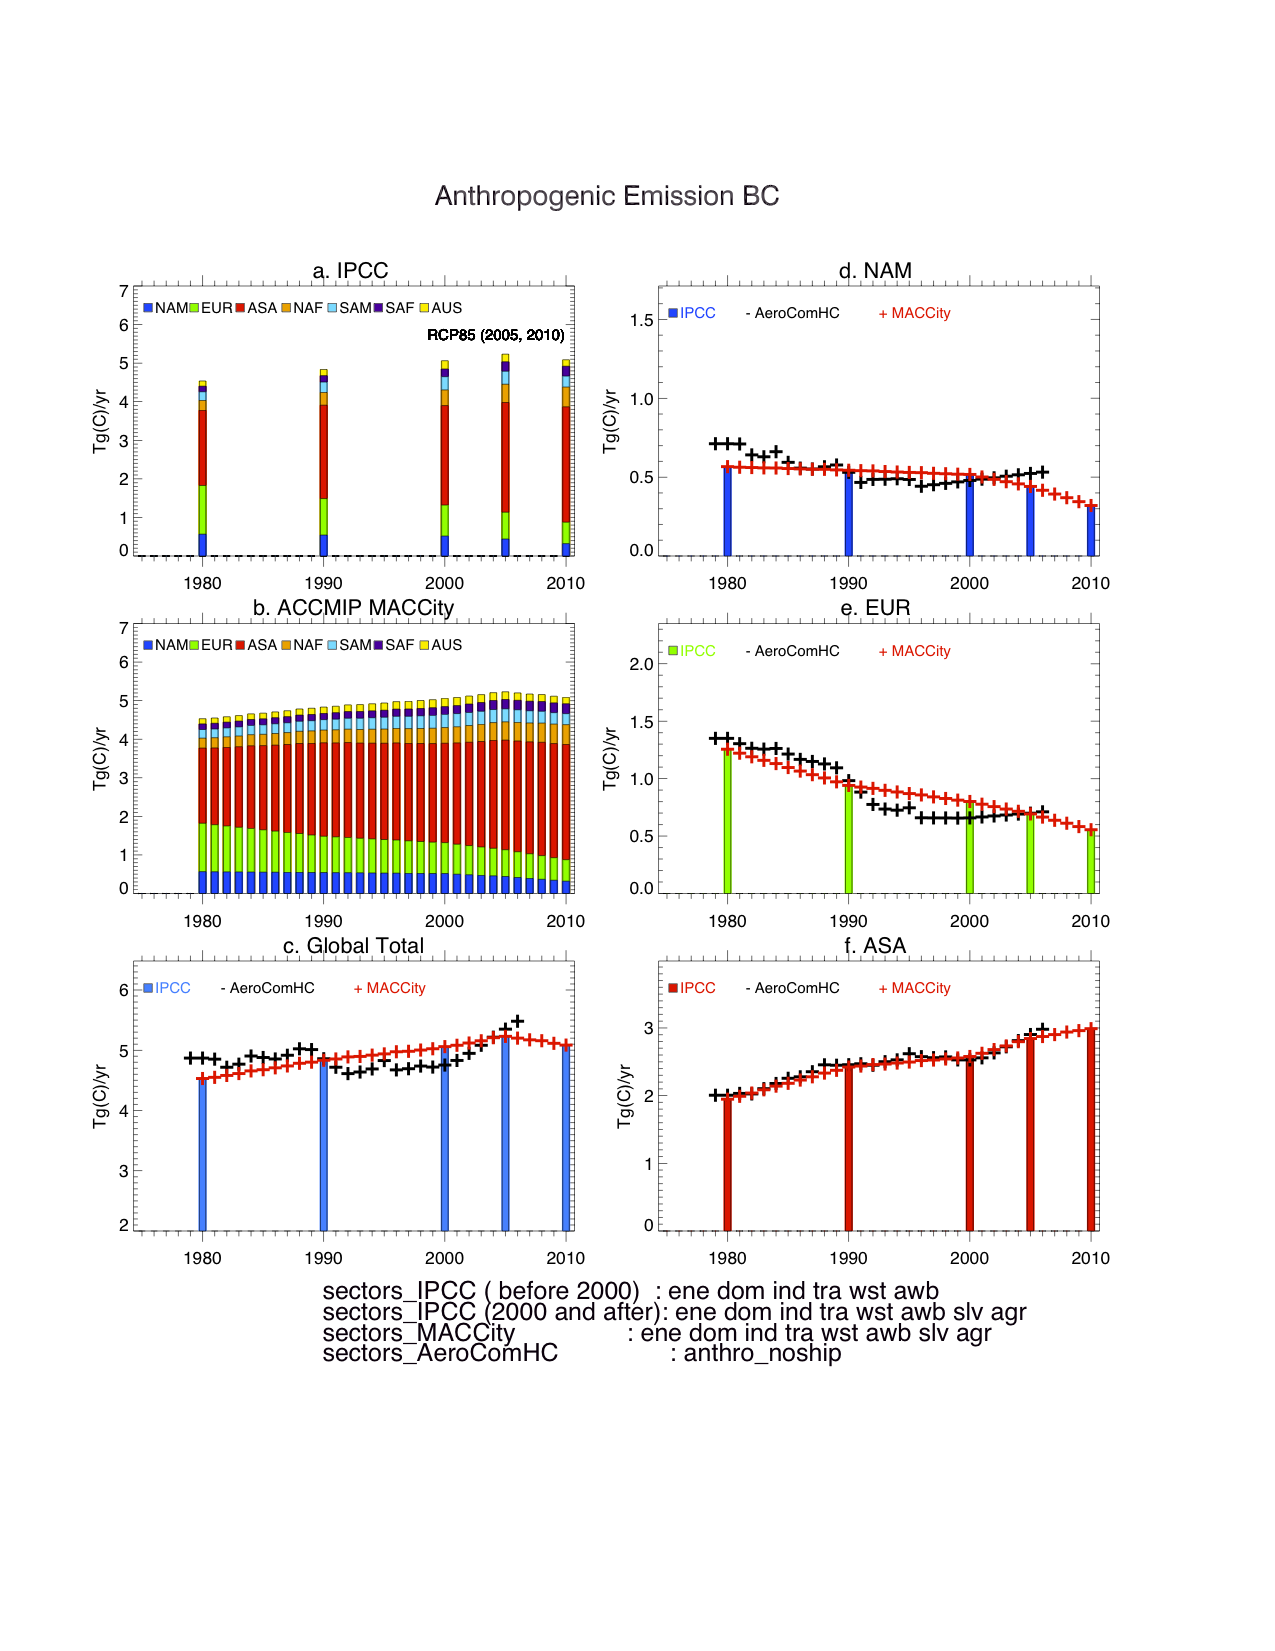 Anthropogenic Emission BC
a. IPCC
7
6
5
4
3
2
1
0
Tg(C)/yr
NAM EUR ASA NAF SAM SAF AUS
RCP85 (2005, 2010)
1980 1990 2000 2010
d. NAM
1.5
1.0
0.5
0.0
Tg(C)/yr
IPCC - AeroComHC + MACCity
1980 1990 2000 2010
b. ACCMIP MACCity
7
6
5
4
3
2
1
0
Tg(C)/yr
NAM EUR ASA NAF SAM SAF AUS
1980 1990 2000 2010
e. EUR
2.0
1.5
1.0
0.5
0.0
Tg(C)/yr
IPCC - AeroComHC + MACCity
1980 1990 2000 2010
c. Global Total
6
5
4
3
2
Tg(C)/yr
IPCC - AeroComHC + MACCity
1980 1990 2000 2010
f. ASA
3
2
1
0
Tg(C)/yr
IPCC - AeroComHC + MACCity
1980 1990 2000 2010
sectors_IPCC ( before 2000) : ene dom ind tra wst awb
sectors_IPCC (2000 and after): ene dom ind tra wst awb slv agr
sectors_MACCity : ene dom ind tra wst awb slv agr
sectors_AeroComHC : anthro_noship